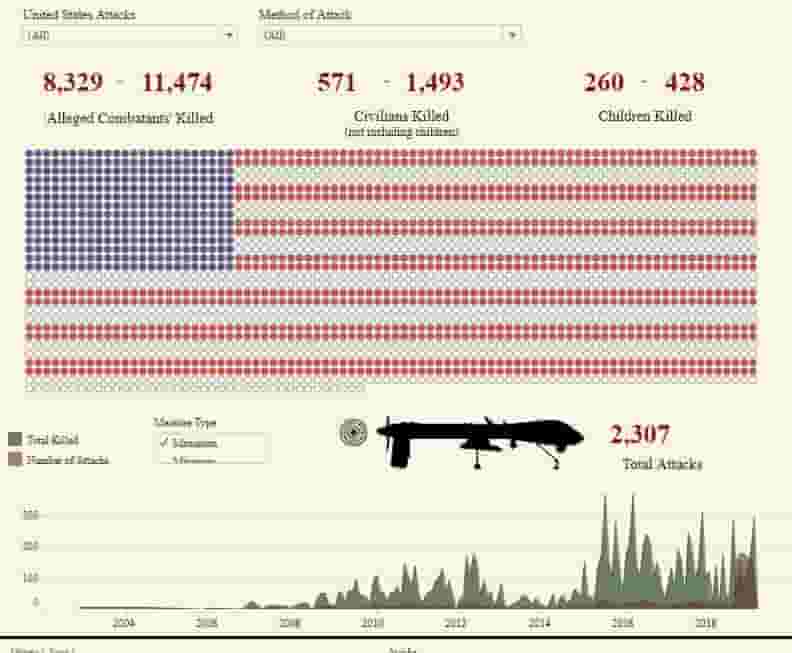 United States Attacks
Method of Attack
(All)
(All)
8,329 - 11,474
571 - 1,493
260 - 428
'Alleged Combatants' Killed
Civilians Killed
(not including children)
Children Killed
Measure Type
Total Killed
Number of Attacks
✓ Minimum
2,307
Total Attacks
300
200
100
0
2004
2006
2008
2010
2012
2014
2016
2018